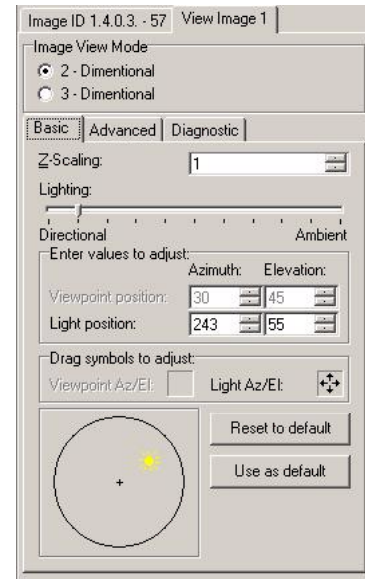 Image ID 1.4.0.3. - 57 View Image 1
Image View Mode
2 - Dimentional
3 - Dimentional
Basic Advanced Diagnostic
Z-Scaling: 1
Lighting:
Directional Ambient
Enter values to adjust:
Azimuth: Elevation:
Viewpoint position: 30 45
Light position: 243 55
Drag symbols to adjust:
Viewpoint Az/El: Light Az/El:
Reset to default
Use as default